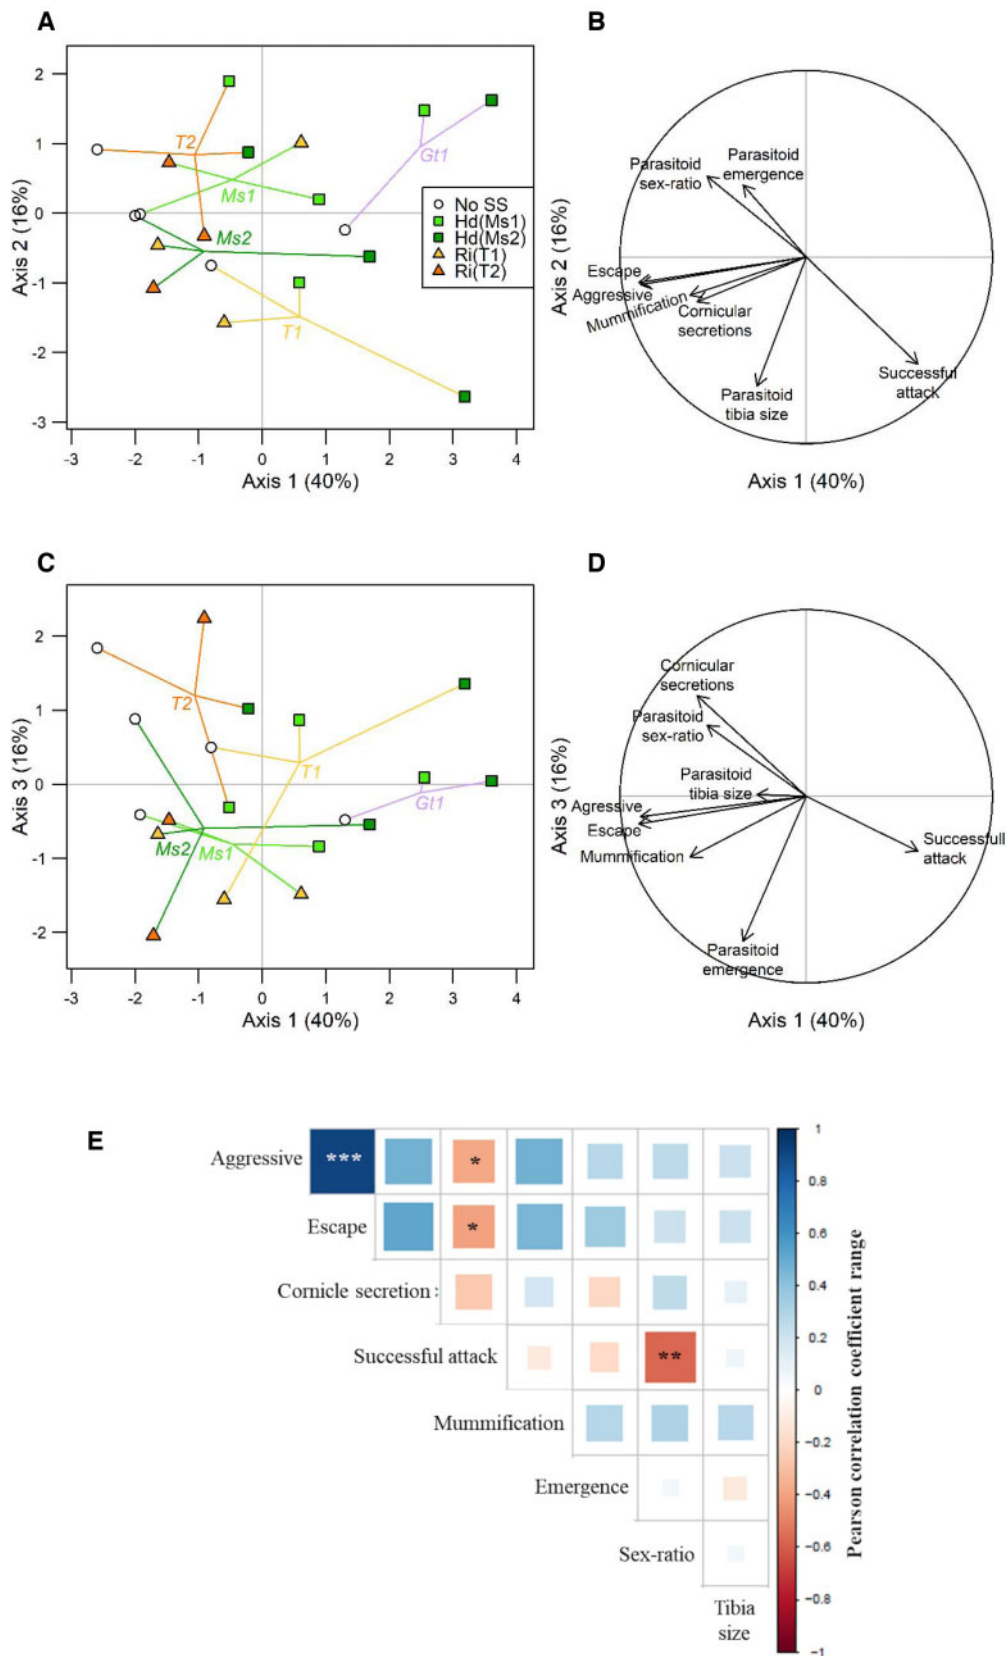 A
B
2
1
0
-1
-2
-3
-3
-2
-1
0
1
2
3
4
Axis 1 (40%)
Axis 2 (16%)
T2
Ms1
Gt1
Ms2
T1
No SS
Hd(Ms1)
Hd(Ms2)
Ri(T1)
Ri(T2)
Parasitoid
sex-ratio
Parasitoid
emergence
Escape
Aggressive
Mummification
Cornicular
secretions
Parasitoid
tibia size
Successful
attack
Axis 2 (16%)
Axis 1 (40%)
C
D
2
1
0
-1
-2
-3
-2
-1
0
1
2
3
4
Axis 1 (40%)
Axis 3 (16%)
T2
T1
Gt1
Ms2
Ms1
Cornicular
secretions
Parasitoid
sex-ratio
Parasitoid
tibia size
Agressive
Escape
Mummification
Successfull
attack
Parasitoid
emergence
Axis 3 (16%)
Axis 1 (40%)
E
Aggressive
***
*
Escape
*
Cornicle secretion :
Successful attack
**
Mummification
Emergence
Sex-ratio
Tibia
size
1
0.8
0.6
0.4
0.2
0
-0.2
-0.4
-0.6
-0.8
-1
Pearson correlation coefficient range